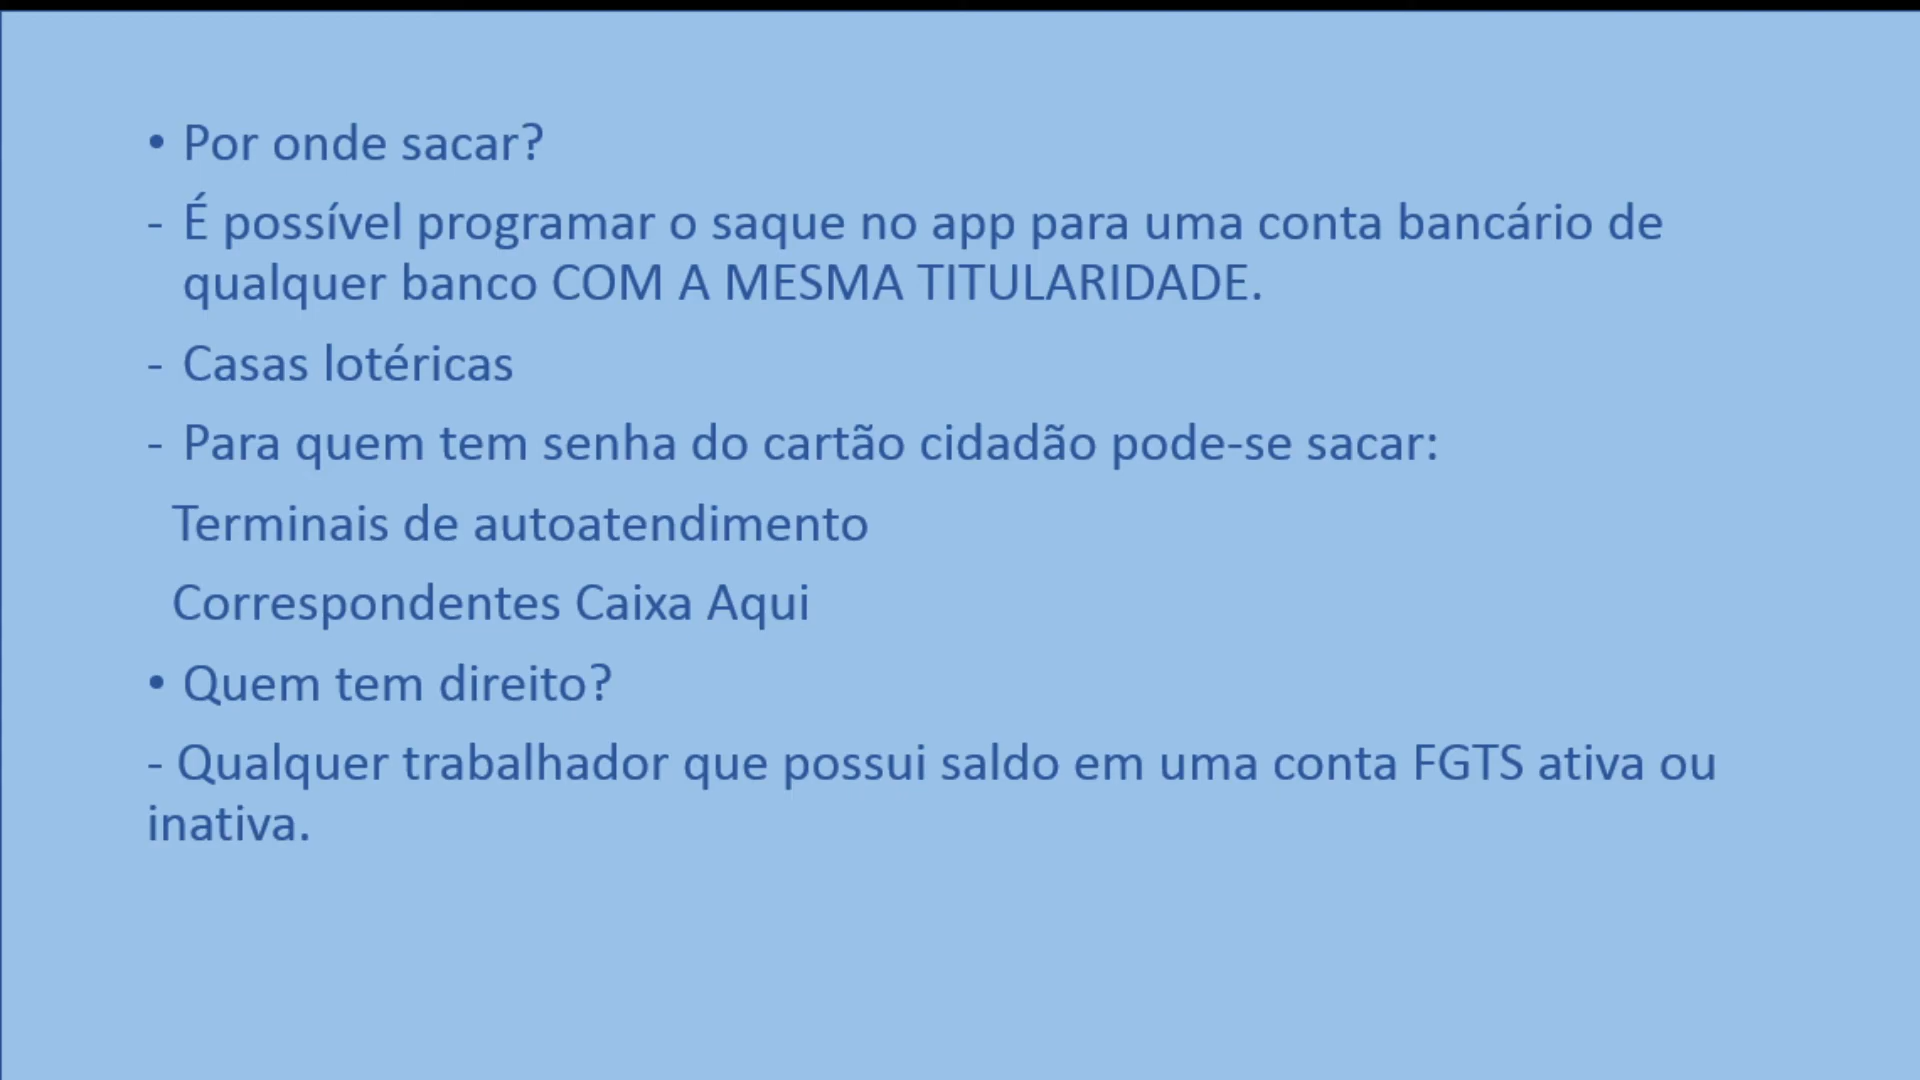 • Por onde sacar?
- É possível programar o saque no app para uma conta bancário de
qualquer banco COM A MESMA TITULARIDADE.
- Casas lotéricas
- Para quem tem senha do cartão cidadão pode-se sacar:
Terminais de autoatendimento
Correspondentes Caixa Aqui
• Quem tem direito?
- Qualquer trabalhador que possui saldo em uma conta FGTS ativa ou
inativa.